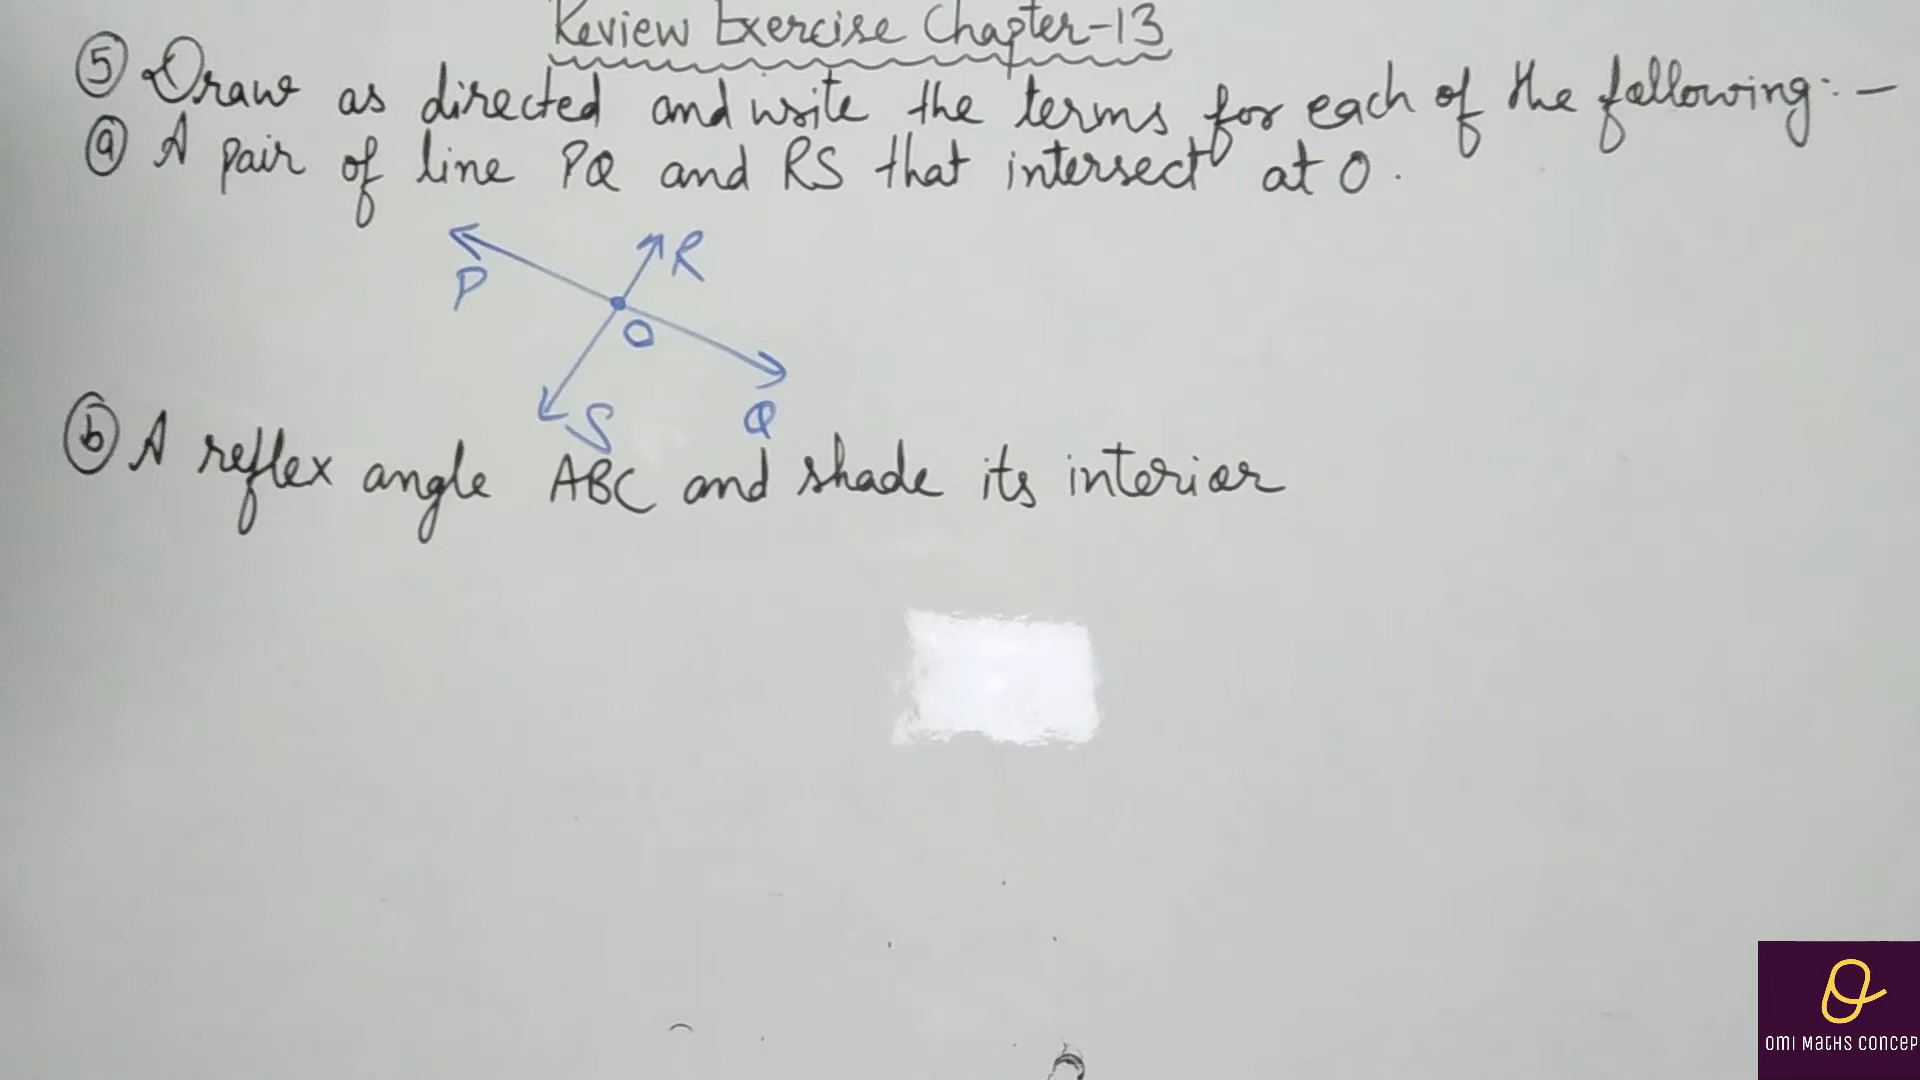 Review Exercise Chapter-13
⑤ Draw as directed and write the terms for each of the following:-
ⓐ A pair of line PQ and RS that intersect at O.
R
P
O
S
Q
ⓑ A reflex angle ABC and shade its interior
OMI MATHS CONCEP